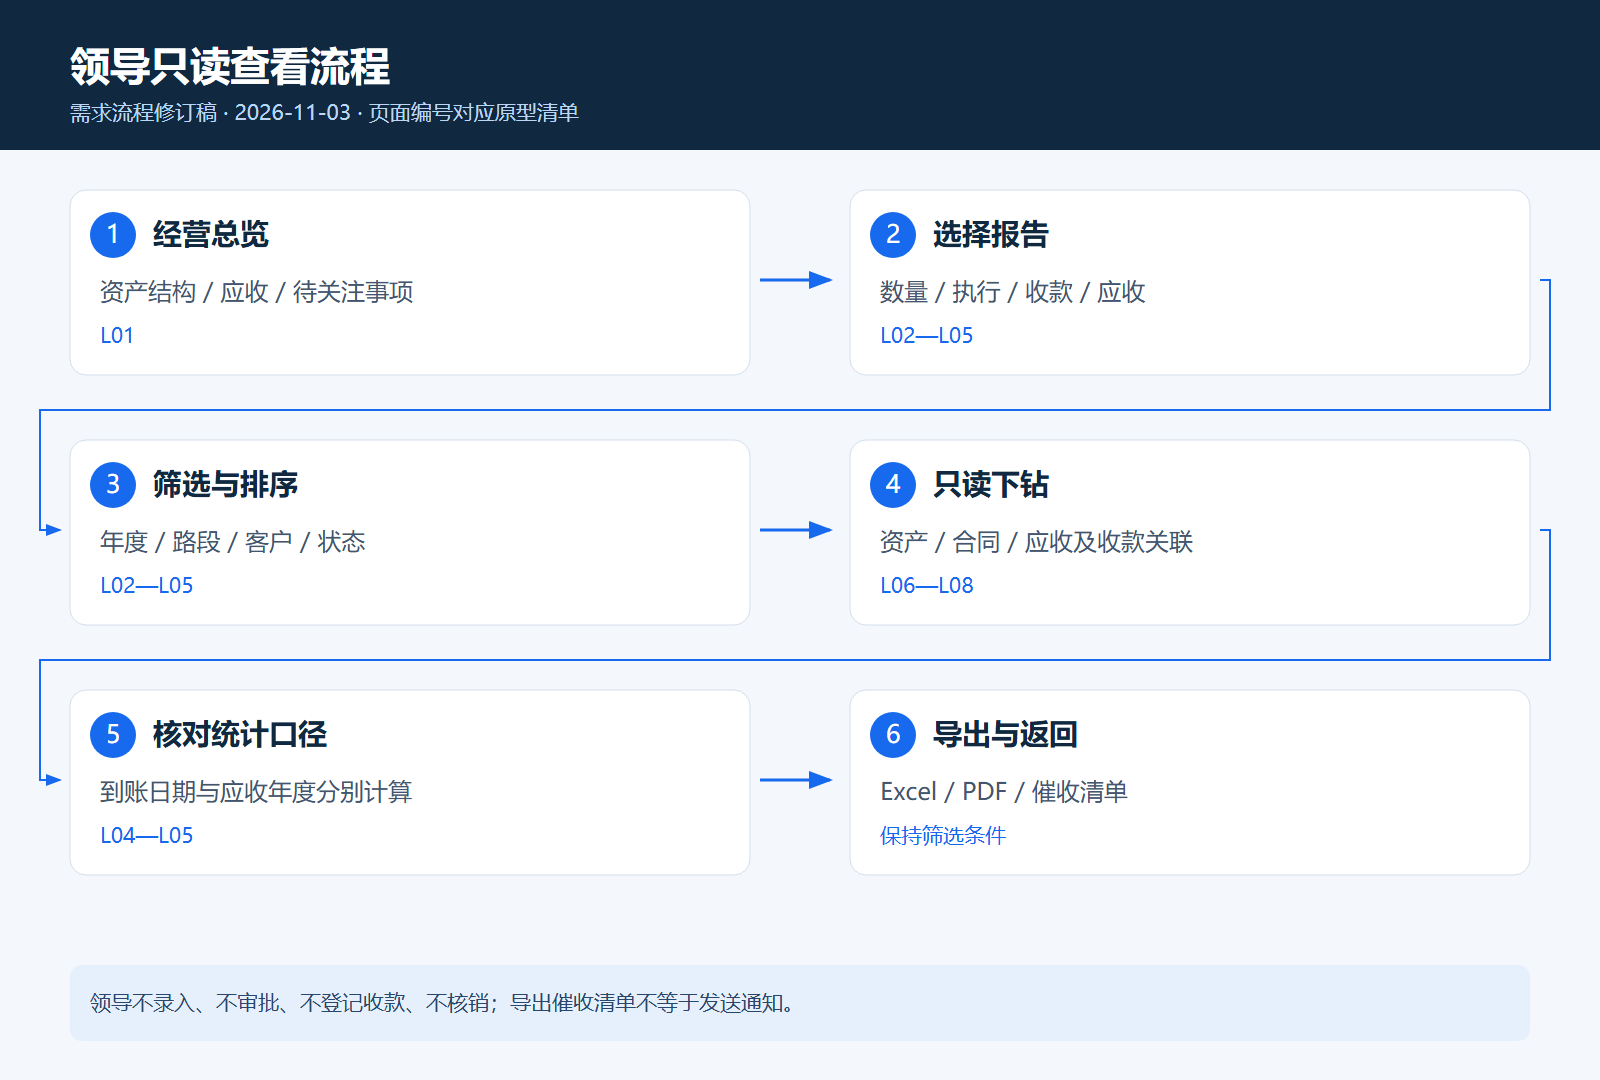 领导只读查看流程
需求流程修订稿 · 2026-11-03 · 页面编号对应原型清单
1 经营总览
资产结构 / 应收 / 待关注事项
L01
2 选择报告
数量 / 执行 / 收款 / 应收
L02—L05
3 筛选与排序
年度 / 路段 / 客户 / 状态
L02—L05
4 只读下钻
资产 / 合同 / 应收及收款关联
L06—L08
5 核对统计口径
到账日期与应收年度分别计算
L04—L05
6 导出与返回
Excel / PDF / 催收清单
保持筛选条件
领导不录入、不审批、不登记收款、不核销；导出催收清单不等于发送通知。